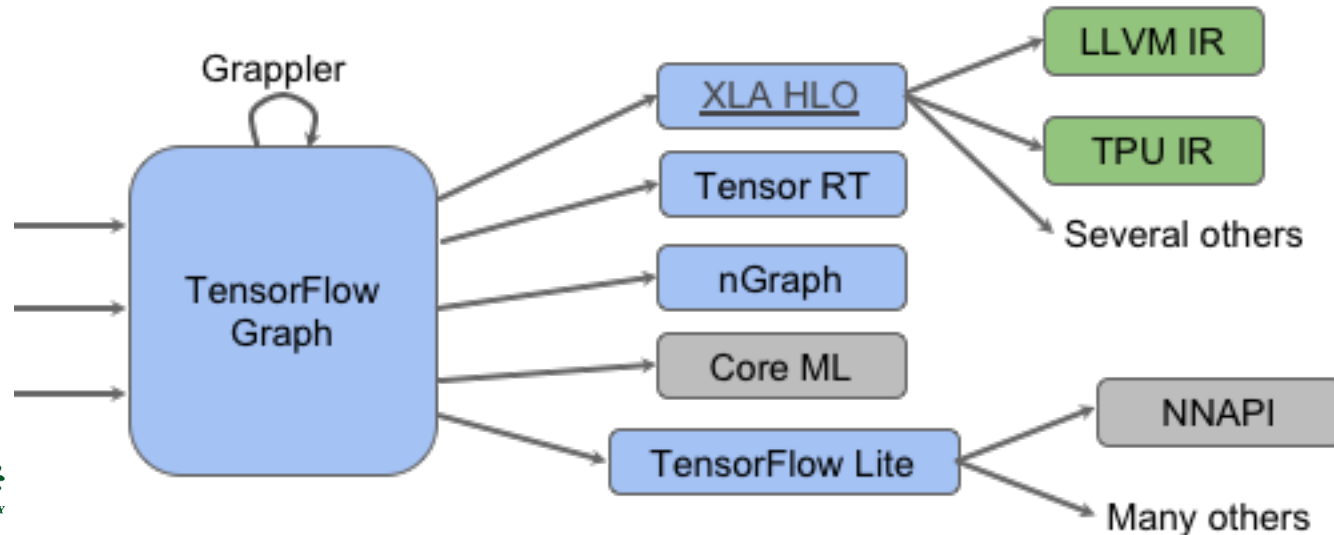 Grappler
TensorFlow
Graph
XLA HLO
Tensor RT
nGraph
Core ML
TensorFlow Lite
LLVM IR
TPU IR
Several others
NNAPI
Many others